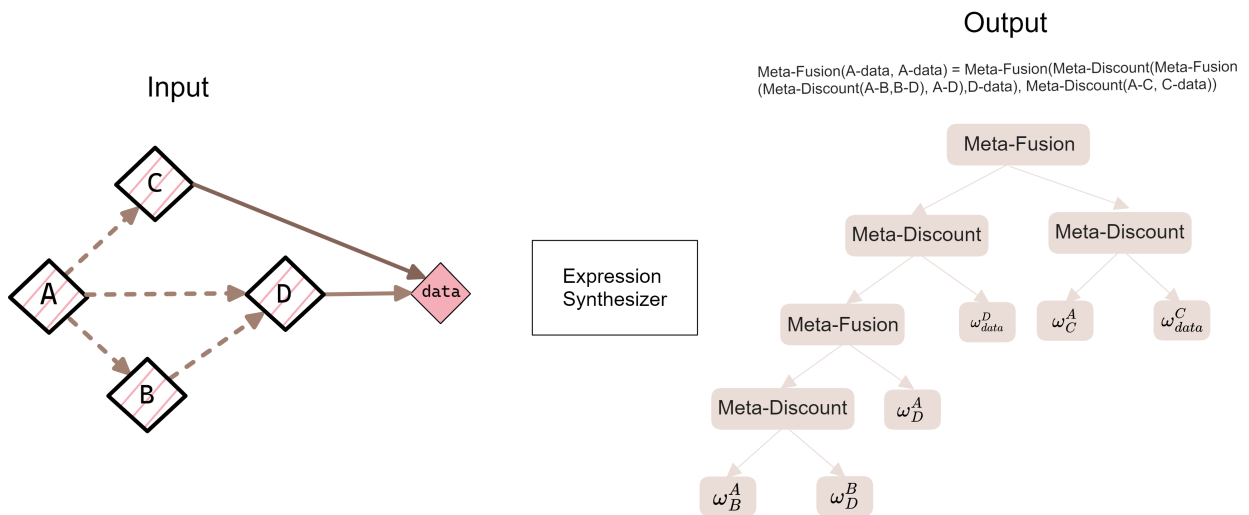 Output
Input
Meta-Fusion(A-data, A-data) = Meta-Fusion(Meta-Discount(Meta-Fusion
(Meta-Discount(A-B,B-D), A-D),D-data), Meta-Discount(A-C, C-data))
Meta-Fusion
C
Meta-Discount
Meta-Discount
A
D
data
Expression
Synthesizer
Meta-Fusion
ω^D_data
ω^A_C
ω^C_data
B
Meta-Discount
ω^A_D
ω^A_B
ω^B_D